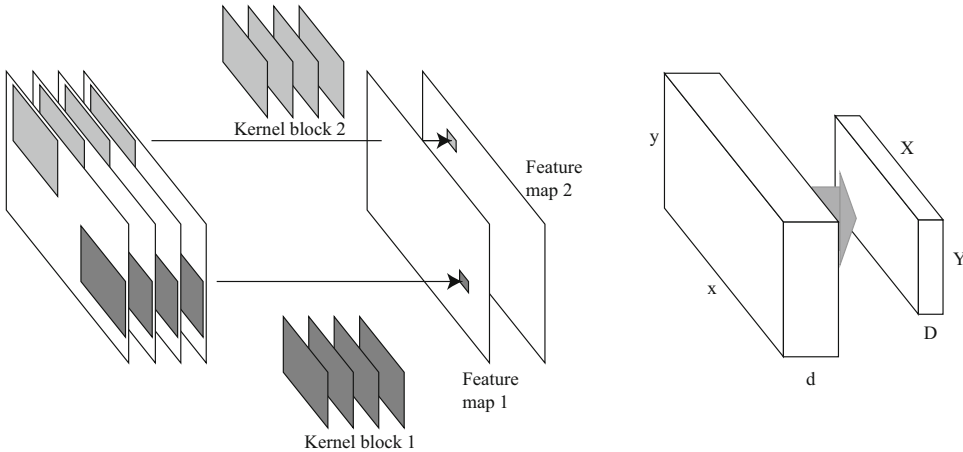 Kernel block 2
Feature
map 2
Feature
map 1
Kernel block 1
y
x
d
X
Y
D